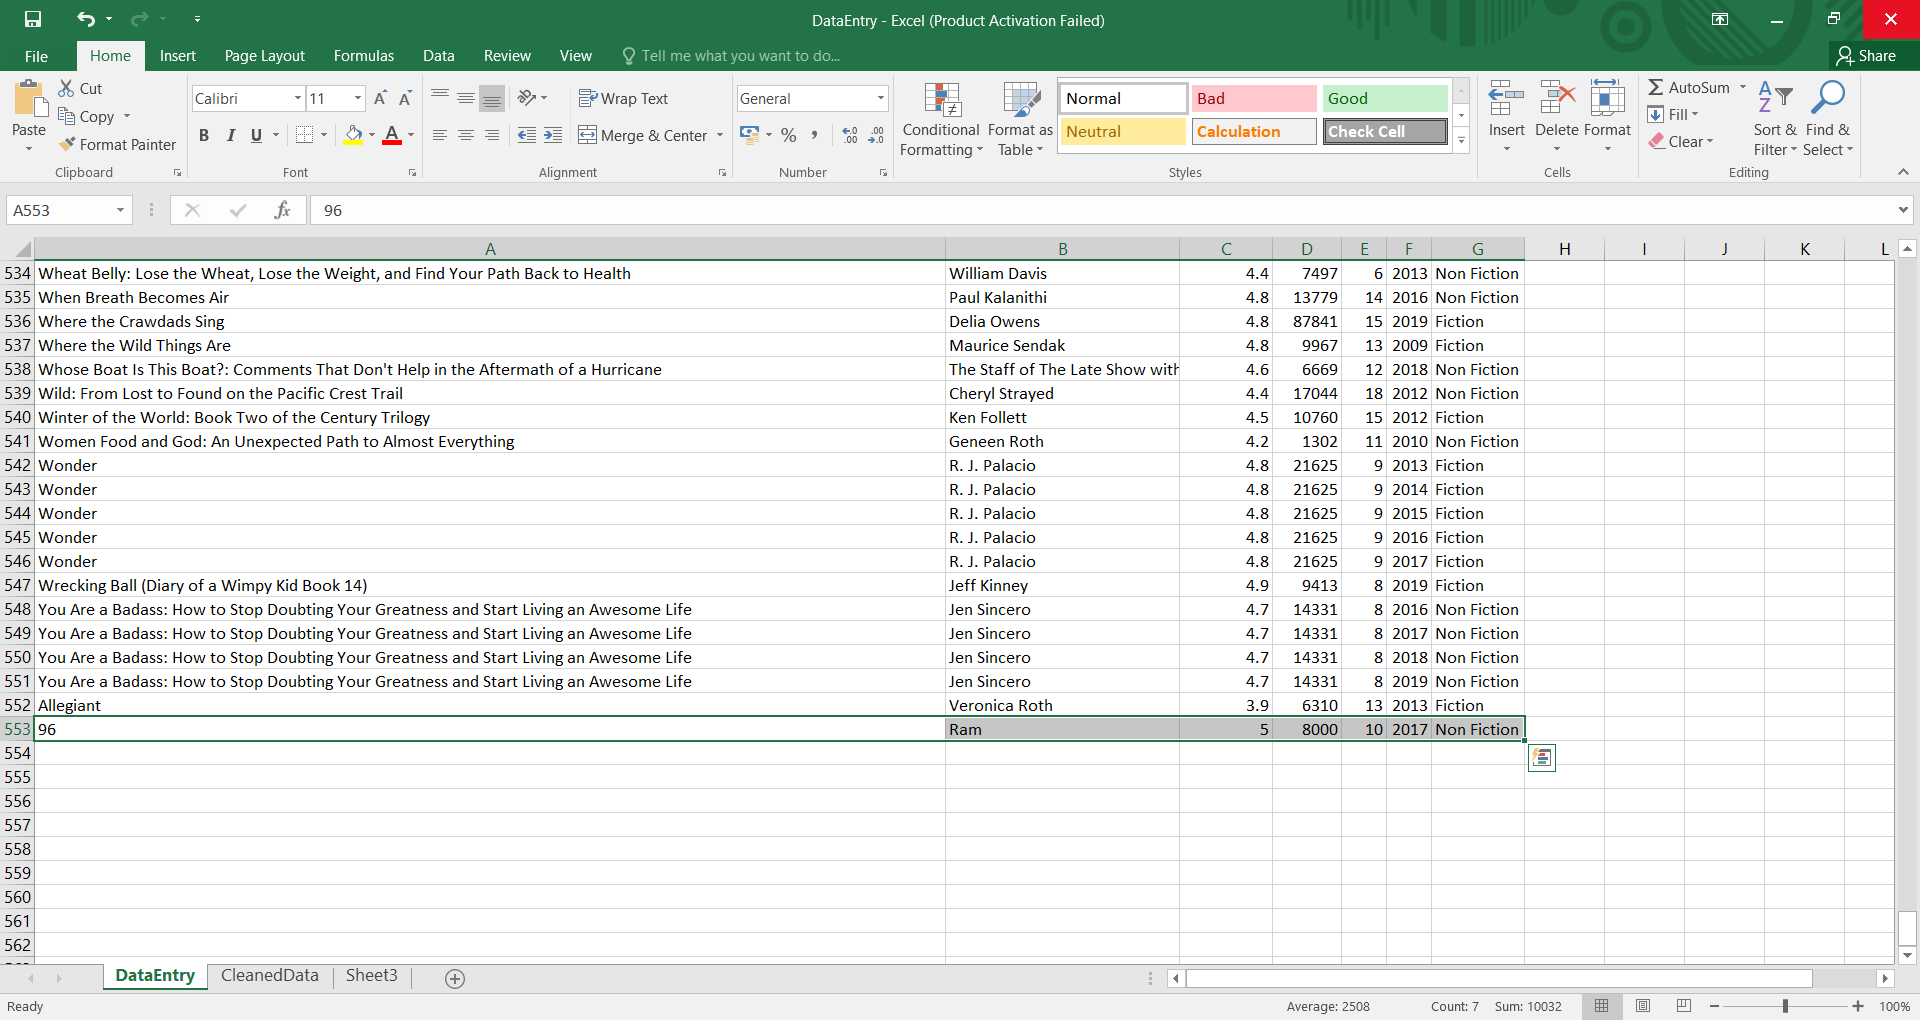 DataEntry - Excel (Product Activation Failed)
File Home Insert Page Layout Formulas Data Review View Tell me what you want to do... Share
Paste Cut Copy Format Painter Clipboard
Calibri 11 A A B I U A Font
Wrap Text Merge & Center Alignment
General % , .00 .0 Number
Conditional Formatting Format as Table
Normal Bad Good
Neutral Calculation Check Cell
Styles
Insert Delete Format Cells
AutoSum Fill Clear Sort & Filter Find & Select Editing
A553 fx 96
A B C D E F G H I J K L
534 Wheat Belly: Lose the Wheat, Lose the Weight, and Find Your Path Back to Health William Davis 4.4 7497 6 2013 Non Fiction
535 When Breath Becomes Air Paul Kalanithi 4.8 13779 14 2016 Non Fiction
536 Where the Crawdads Sing Delia Owens 4.8 87841 15 2019 Fiction
537 Where the Wild Things Are Maurice Sendak 4.8 9967 13 2009 Fiction
538 Whose Boat Is This Boat?: Comments That Don't Help in the Aftermath of a Hurricane The Staff of The Late Show with 4.6 6669 12 2018 Non Fiction
539 Wild: From Lost to Found on the Pacific Crest Trail Cheryl Strayed 4.4 17044 18 2012 Non Fiction
540 Winter of the World: Book Two of the Century Trilogy Ken Follett 4.5 10760 15 2012 Fiction
541 Women Food and God: An Unexpected Path to Almost Everything Geneen Roth 4.2 1302 11 2010 Non Fiction
542 Wonder R. J. Palacio 4.8 21625 9 2013 Fiction
543 Wonder R. J. Palacio 4.8 21625 9 2014 Fiction
544 Wonder R. J. Palacio 4.8 21625 9 2015 Fiction
545 Wonder R. J. Palacio 4.8 21625 9 2016 Fiction
546 Wonder R. J. Palacio 4.8 21625 9 2017 Fiction
547 Wrecking Ball (Diary of a Wimpy Kid Book 14) Jeff Kinney 4.9 9413 8 2019 Fiction
548 You Are a Badass: How to Stop Doubting Your Greatness and Start Living an Awesome Life Jen Sincero 4.7 14331 8 2016 Non Fiction
549 You Are a Badass: How to Stop Doubting Your Greatness and Start Living an Awesome Life Jen Sincero 4.7 14331 8 2017 Non Fiction
550 You Are a Badass: How to Stop Doubting Your Greatness and Start Living an Awesome Life Jen Sincero 4.7 14331 8 2018 Non Fiction
551 You Are a Badass: How to Stop Doubting Your Greatness and Start Living an Awesome Life Jen Sincero 4.7 14331 8 2019 Non Fiction
552 Allegiant Veronica Roth 3.9 6310 13 2013 Fiction
553 96 Ram 5 8000 10 2017 Non Fiction
554
555
556
557
558
559
560
561
562
DataEntry CleanedData Sheet3
Ready Average: 2508 Count: 7 Sum: 10032 100%